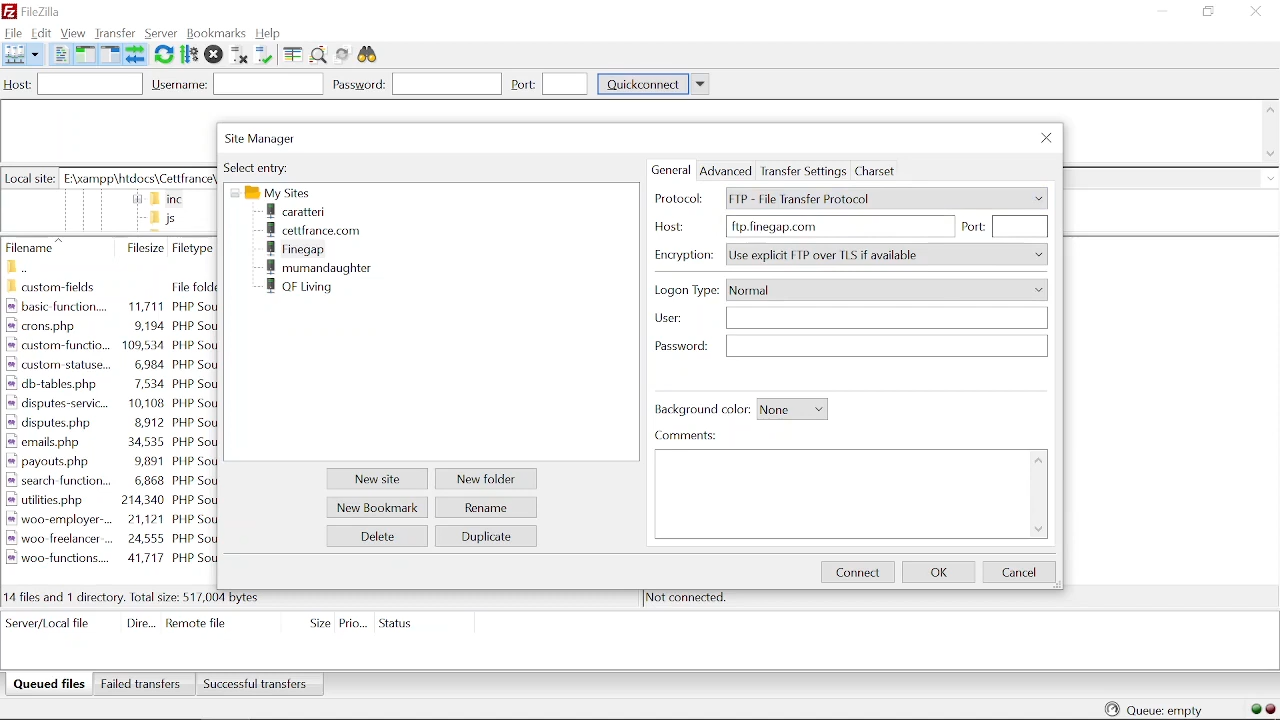 FileZilla
File Edit View Transfer Server Bookmarks Help
Host: Username: Password: Port: Quickconnect
Site Manager
Select entry:
My Sites
caratteri
cettfrance.com
Finegap
mumandaughter
QF Living
New site New folder
New Bookmark Rename
Delete Duplicate
General Advanced Transfer Settings Charset
Protocol: FTP - File Transfer Protocol
Host: ftp.finegap.com Port:
Encryption: Use explicit FTP over TLS if available
Logon Type: Normal
User:
Password:
Background color: None
Comments:
Connect OK Cancel
Local site: E:\xampp\htdocs\Cettfrance\
inc
js
Filename Filesize Filetype
..
custom-fields File folde
basic-function.... 11,711 PHP Sou
crons.php 9,194 PHP Sou
custom-functio... 109,534 PHP Sou
custom-statuse... 6,984 PHP Sou
db-tables.php 7,534 PHP Sou
disputes-servic... 10,108 PHP Sou
disputes.php 8,912 PHP Sou
emails.php 34,535 PHP Sou
payouts.php 9,891 PHP Sou
search-function... 6,868 PHP Sou
utilities.php 214,340 PHP Sou
woo-employer-... 21,121 PHP Sou
woo-freelancer-... 24,555 PHP Sou
woo-functions.... 41,717 PHP Sou
14 files and 1 directory. Total size: 517,004 bytes
Not connected.
Server/Local file Dire... Remote file Size Prio... Status
Queued files Failed transfers Successful transfers
Queue: empty